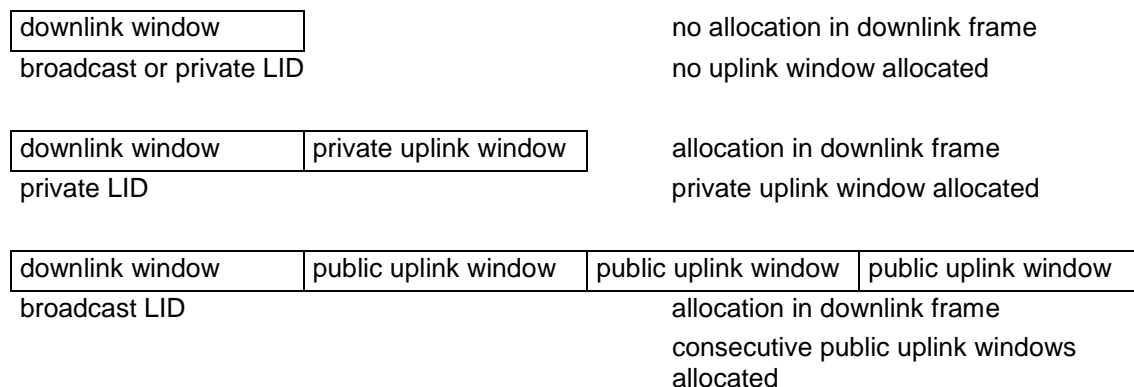 downlink window no allocation in downlink frame
broadcast or private LID no uplink window allocated
downlink window private uplink window allocation in downlink frame
private LID private uplink window allocated
downlink window public uplink window public uplink window public uplink window
broadcast LID allocation in downlink frame
consecutive public uplink windows
allocated